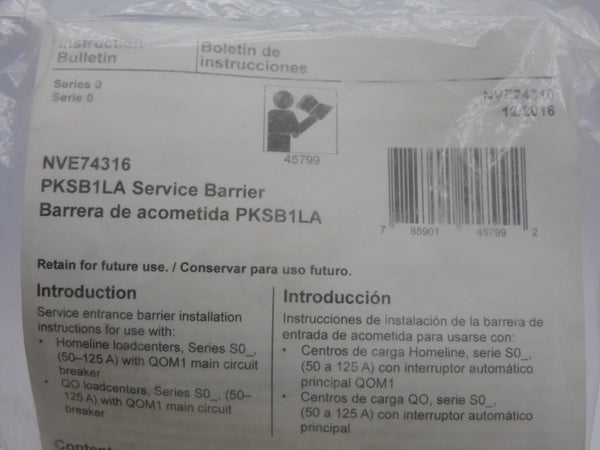 Instruction
Bulletin
Boletín de
instrucciones
Series 0
Serie 0
NVE74316
12/2016
45799
NVE74316
PKSB1LA Service Barrier
Barrera de acometida PKSB1LA
7 85901 45799 2
Retain for future use. / Conservar para uso futuro.
Introduction
Service entrance barrier installation
instructions for use with:
• Homeline loadcenters, Series S0_,
(50–125 A) with QOM1 main circuit
breaker
• QO loadcenters, Series S0_, (50–
125 A) with QOM1 main circuit
breaker
Introducción
Instrucciones de instalación de la barrera de
entrada de acometida para usarse con:
• Centros de carga Homeline, serie S0_,
(50 a 125 A) con interruptor automático
principal QOM1
• Centros de carga QO, serie S0_,
(50 a 125 A) con interruptor automático
principal